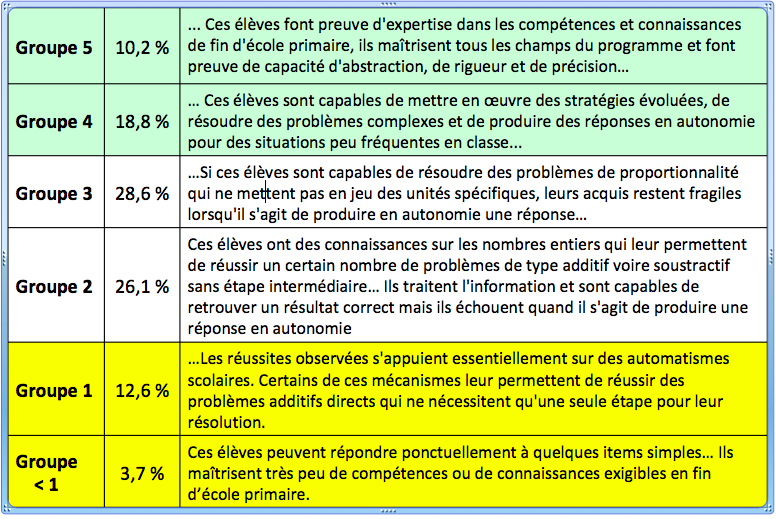 Groupe 5 10,2 % ... Ces élèves font preuve d'expertise dans les compétences et connaissances
de fin d'école primaire, ils maîtrisent tous les champs du programme et font
preuve de capacité d'abstraction, de rigueur et de précision...
Groupe 4 18,8 % ... Ces élèves sont capables de mettre en œuvre des stratégies évoluées, de
résoudre des problèmes complexes et de produire des réponses en autonomie
pour des situations peu fréquentes en classe...
Groupe 3 28,6 % ...Si ces élèves sont capables de résoudre des problèmes de proportionnalité
qui ne mettent pas en jeu des unités spécifiques, leurs acquis restent fragiles
lorsqu'il s'agit de produire en autonomie une réponse...
Groupe 2 26,1 % Ces élèves ont des connaissances sur les nombres entiers qui leur permettent
de réussir un certain nombre de problèmes de type additif voire soustractif
sans étape intermédiaire... Ils traitent l'information et sont capables de
retrouver un résultat correct mais ils échouent quand il s'agit de produire une
réponse en autonomie
Groupe 1 12,6 % ...Les réussites observées s'appuient essentiellement sur des automatismes
scolaires. Certains de ces mécanismes leur permettent de réussir des
problèmes additifs directs qui ne nécessitent qu'une seule étape pour leur
résolution.
Groupe
< 1 3,7 % Ces élèves peuvent répondre ponctuellement à quelques items simples... Ils
maîtrisent très peu de compétences ou de connaissances exigibles en fin
d’école primaire.